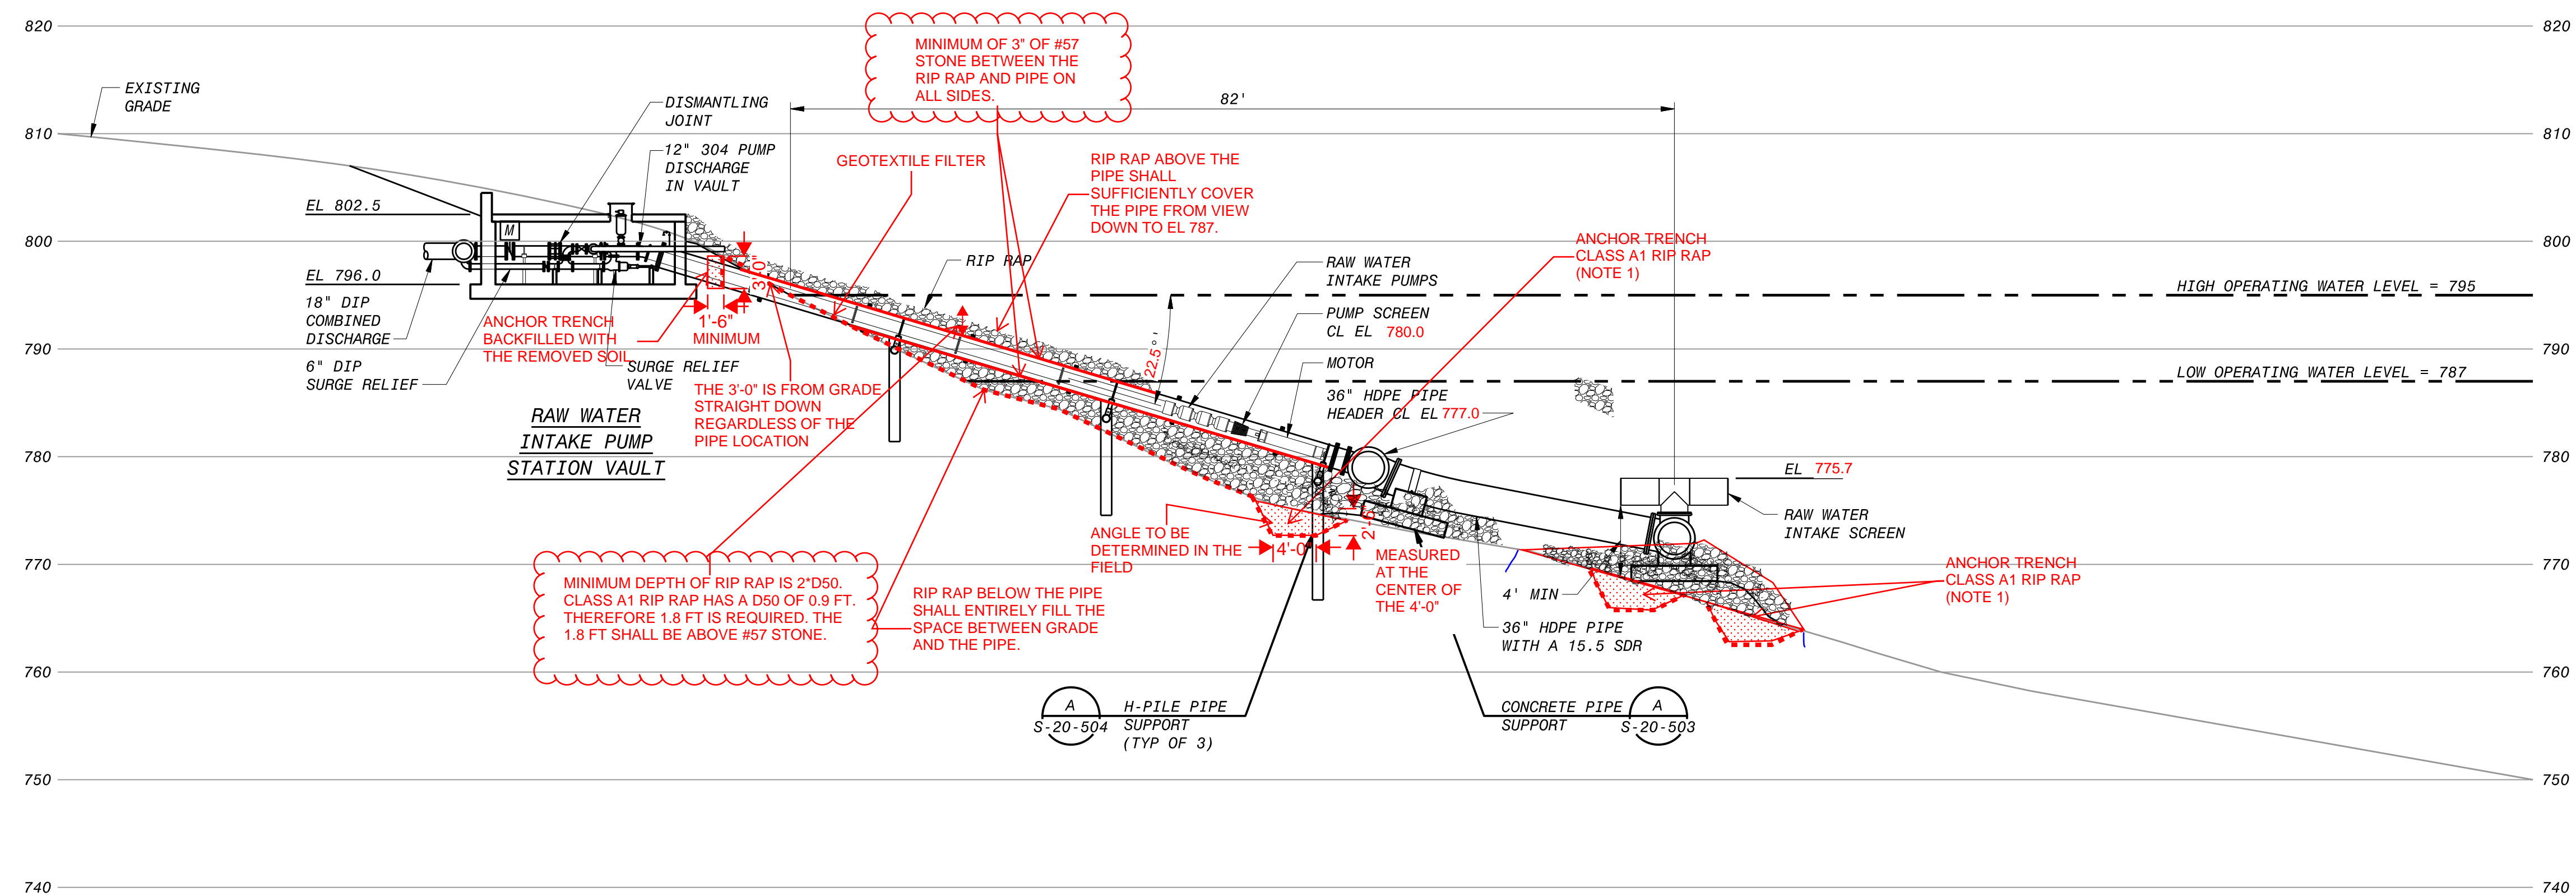 820
820
MINIMUM OF 3" OF #57
STONE BETWEEN THE
RIP RAP AND PIPE ON
ALL SIDES.
EXISTING
GRADE
DISMANTLING
JOINT
82'
810
810
12" 304 PUMP
DISCHARGE
IN VAULT
GEOTEXTILE FILTER
RIP RAP ABOVE THE
PIPE SHALL
SUFFICIENTLY COVER
THE PIPE FROM VIEW
DOWN TO EL 787.
EL 802.5
M
800
800
ANCHOR TRENCH
CLASS A1 RIP RAP
(NOTE 1)
RIP RAP
RAW WATER
INTAKE PUMPS
EL 796.0
3'-0"
HIGH OPERATING WATER LEVEL = 795
18" DIP
COMBINED
DISCHARGE
ANCHOR TRENCH
BACKFILLED WITH
THE REMOVED SOIL
1'-6"
MINIMUM
PUMP SCREEN
CL EL 780.0
790
790
22.5°'
MOTOR
6" DIP
SURGE RELIEF
SURGE RELIEF
VALVE
LOW OPERATING WATER LEVEL = 787
THE 3'-0" IS FROM GRADE
STRAIGHT DOWN
REGARDLESS OF THE
PIPE LOCATION
36" HDPE PIPE
HEADER CL EL 777.0
RAW WATER
INTAKE PUMP
STATION VAULT
780
780
EL 775.7
RAW WATER
INTAKE SCREEN
ANGLE TO BE
DETERMINED IN THE
FIELD
4'-0"
2'-6"
MEASURED
AT THE
CENTER OF
THE 4'-0"
770
770
ANCHOR TRENCH
CLASS A1 RIP RAP
(NOTE 1)
MINIMUM DEPTH OF RIP RAP IS 2*D50.
CLASS A1 RIP RAP HAS A D50 OF 0.9 FT.
THEREFORE 1.8 FT IS REQUIRED. THE
1.8 FT SHALL BE ABOVE #57 STONE.
RIP RAP BELOW THE PIPE
SHALL ENTIRELY FILL THE
SPACE BETWEEN GRADE
AND THE PIPE.
4' MIN
36" HDPE PIPE
WITH A 15.5 SDR
760
760
A
S-20-504
H-PILE PIPE
SUPPORT
(TYP OF 3)
CONCRETE PIPE
SUPPORT
A
S-20-503
750
750
740
740